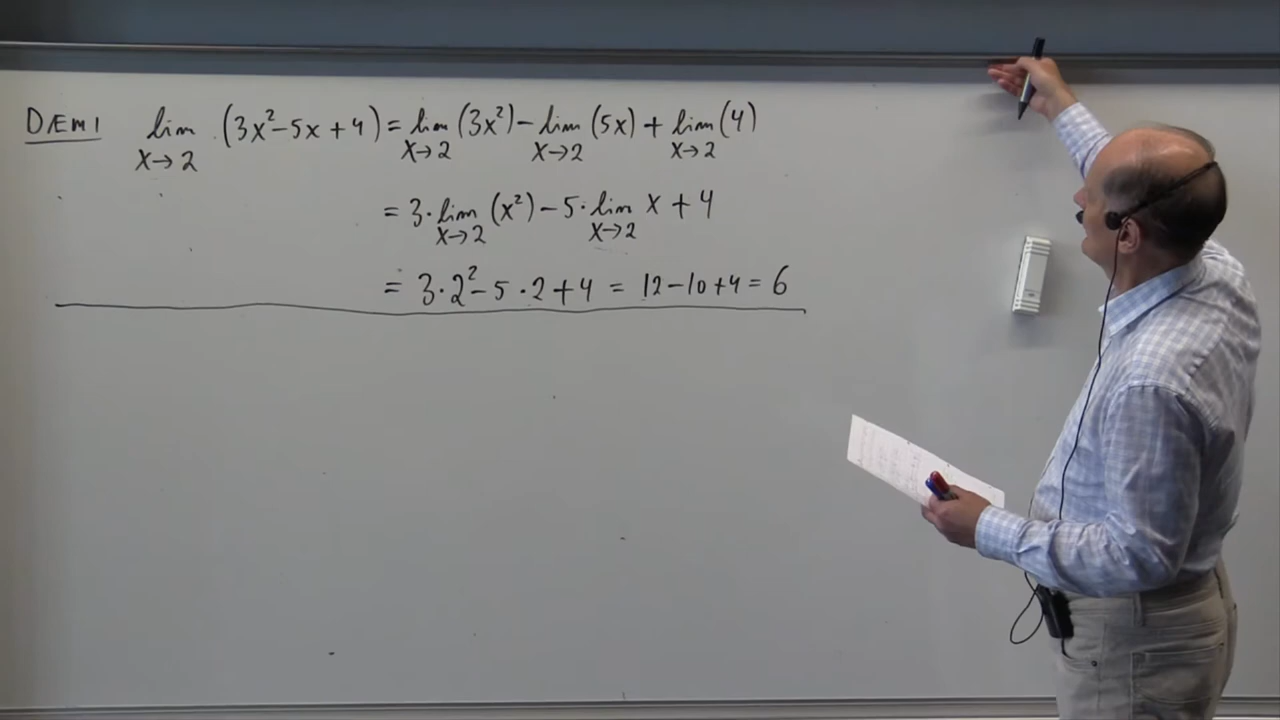 DÆM1 lim (3x²-5x+4) = lim (3x²) - lim (5x) + lim (4)
x→2 x→2 x→2 x→2
= 3·lim (x²) - 5·lim x + 4
x→2 x→2
= 3·2²-5·2+4 = 12-10+4 = 6